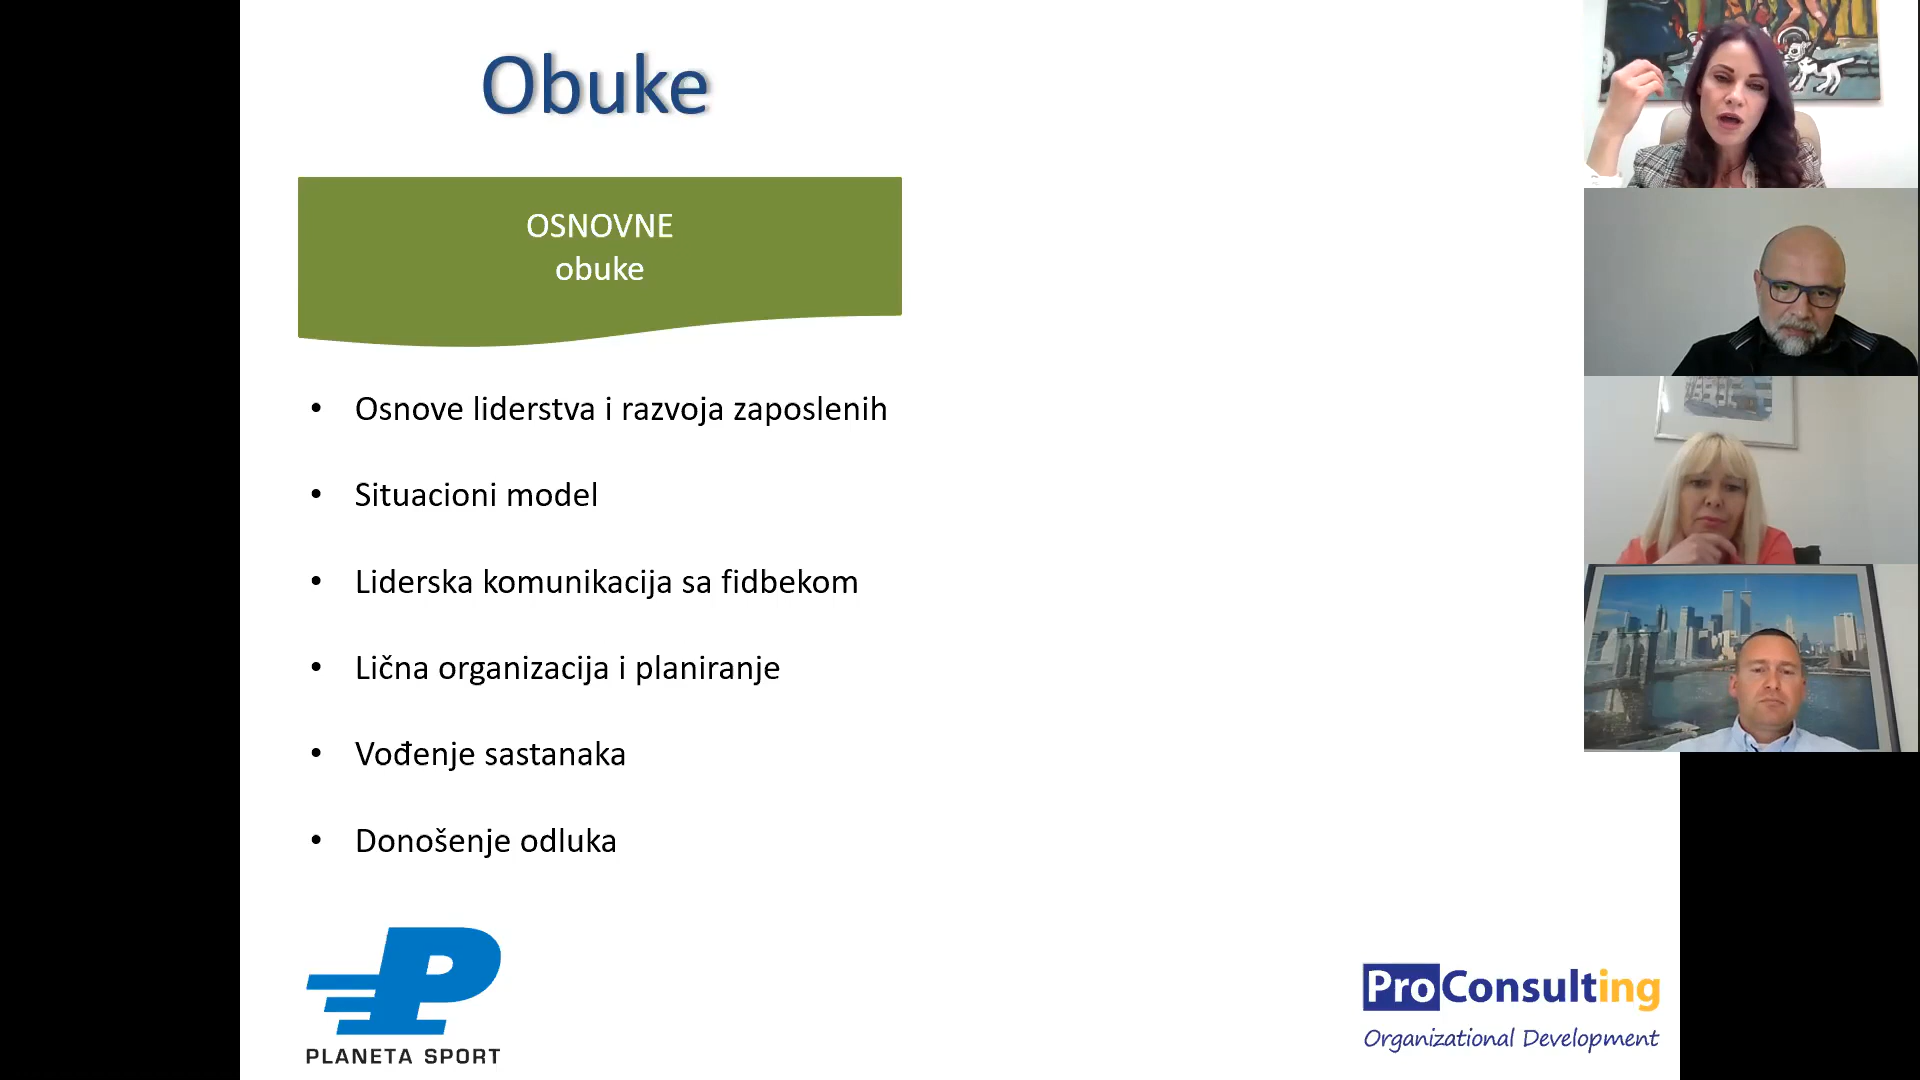 Obuke
OSNOVNE
obuke
• Osnove liderstva i razvoja zaposlenih
• Situacioni model
• Liderska komunikacija sa fidbekom
• Lična organizacija i planiranje
• Vođenje sastanaka
• Donošenje odluka
PLANETA SPORT
ProConsulting
Organizational Development